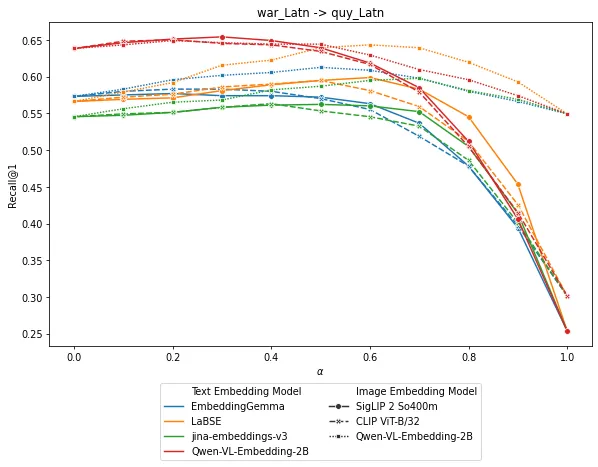 war_Latn -> quy_Latn
Recall@1
0.65
0.60
0.55
0.50
0.45
0.40
0.35
0.30
0.25
0.0 0.2 0.4 0.6 0.8 1.0
α
Text Embedding Model Image Embedding Model
EmbeddingGemma SigLIP 2 So400m
LaBSE CLIP ViT-B/32
jina-embeddings-v3 Qwen-VL-Embedding-2B
Qwen-VL-Embedding-2B